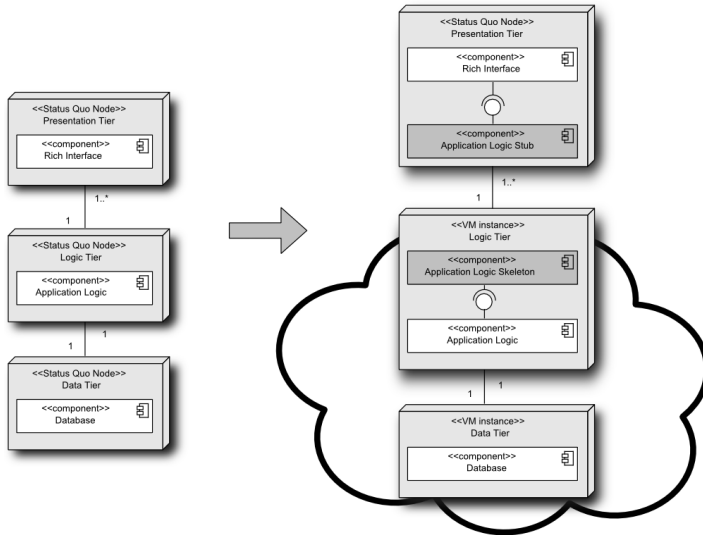 <<Status Quo Node>>
Presentation Tier
<<component>>
Rich Interface
1..*
1
<<Status Quo Node>>
Logic Tier
<<component>>
Application Logic
1
1
<<Status Quo Node>>
Data Tier
<<component>>
Database
<<Status Quo Node>>
Presentation Tier
<<component>>
Rich Interface
<<component>>
Application Logic Stub
1..*
1
<<VM instance>>
Logic Tier
<<component>>
Application Logic Skeleton
<<component>>
Application Logic
1
1
<<VM instance>>
Data Tier
<<component>>
Database